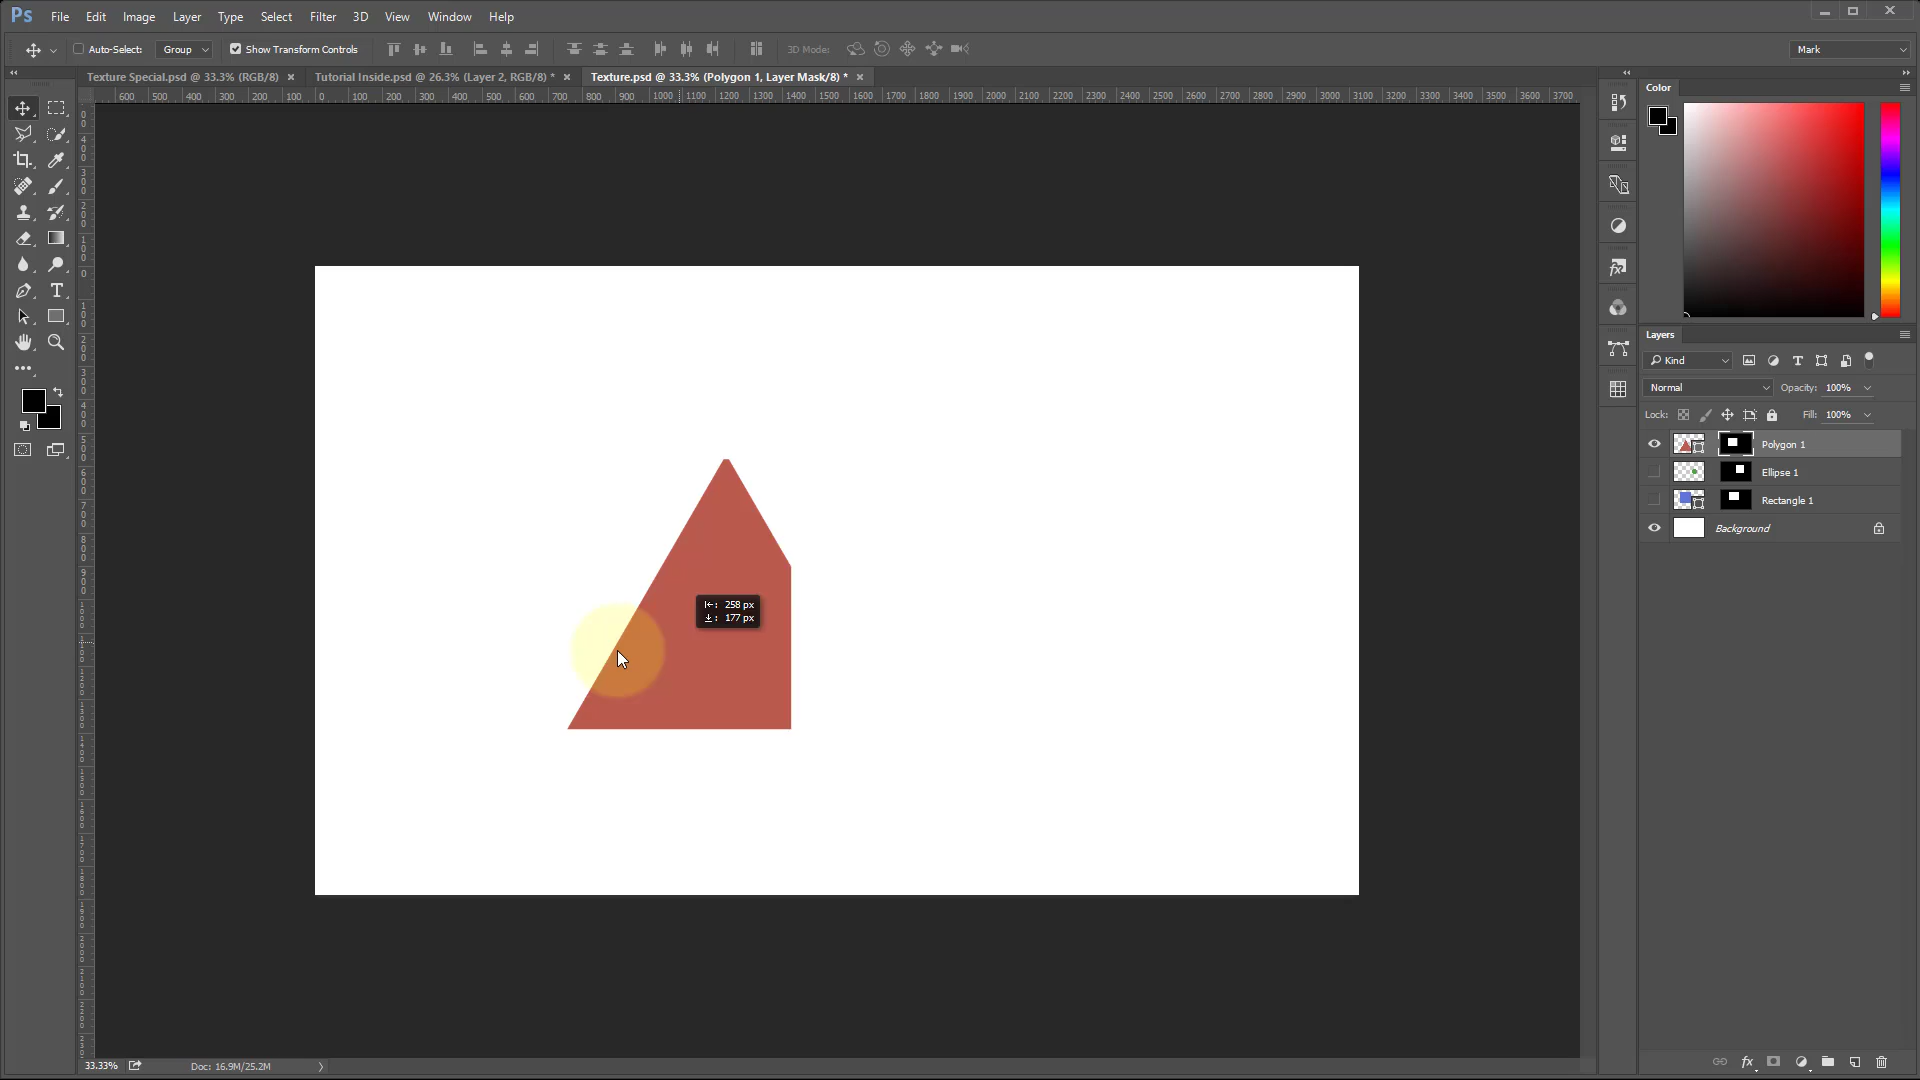 Ps File Edit Image Layer Type Select Filter 3D View Window Help
Auto-Select: Group Show Transform Controls 3D Mode: Mark
Texture Special.psd @ 33.3% (RGB/8) × Tutorial Inside.psd @ 26.3% (Layer 2, RGB/8) * × Texture.psd @ 33.3% (Polygon 1, Layer Mask/8) * ×
600 500 400 300 200 100 0 100 200 300 400 500 600 700 800 900 1000 1100 1200 1300 1400 1500 1600 1700 1800 1900 2000 2100 2200 2300 2400 2500 2600 2700 2800 2900 3000 3100 3200 3300 3400 3500 3600 3700
Color
Layers
Kind
Normal Opacity: 100%
Lock: Fill: 100%
Polygon 1
Ellipse 1
Rectangle 1
Background
258 px
177 px
33.33% Doc: 16.9M/25.2M